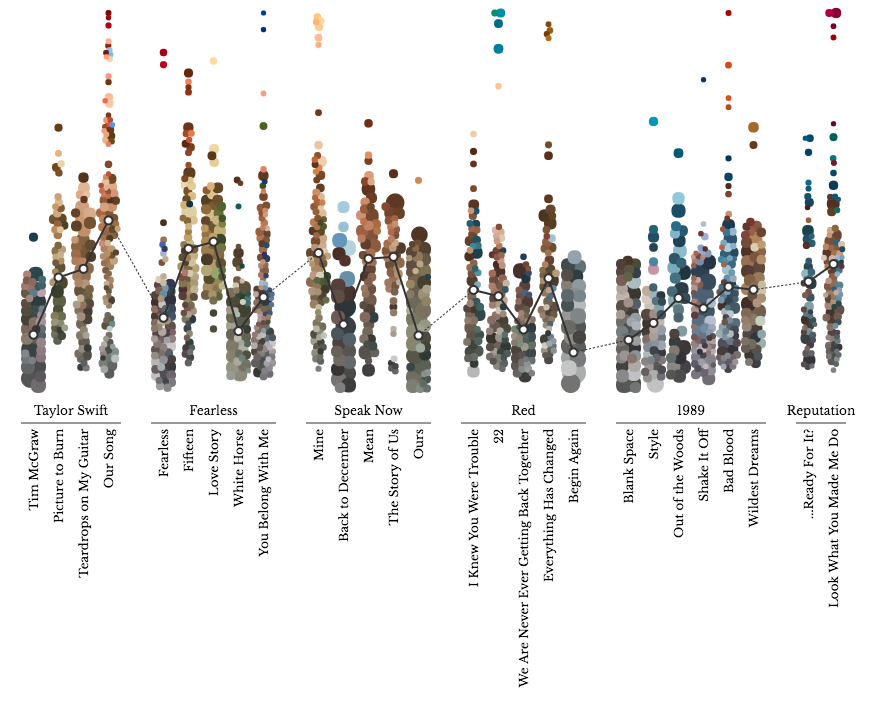 Taylor Swift
Fearless
Speak Now
Red
1989
Reputation
Tim McGraw
Picture to Burn
Teardrops on My Guitar
Our Song
Fearless
Fifteen
Love Story
White Horse
You Belong With Me
Mine
Back to December
Mean
The Story of Us
Ours
I Knew You Were Trouble
22
We Are Never Ever Getting Back Together
Everything Has Changed
Begin Again
Blank Space
Style
Out of the Woods
Shake It Off
Bad Blood
Wildest Dreams
...Ready For It?
Look What You Made Me Do